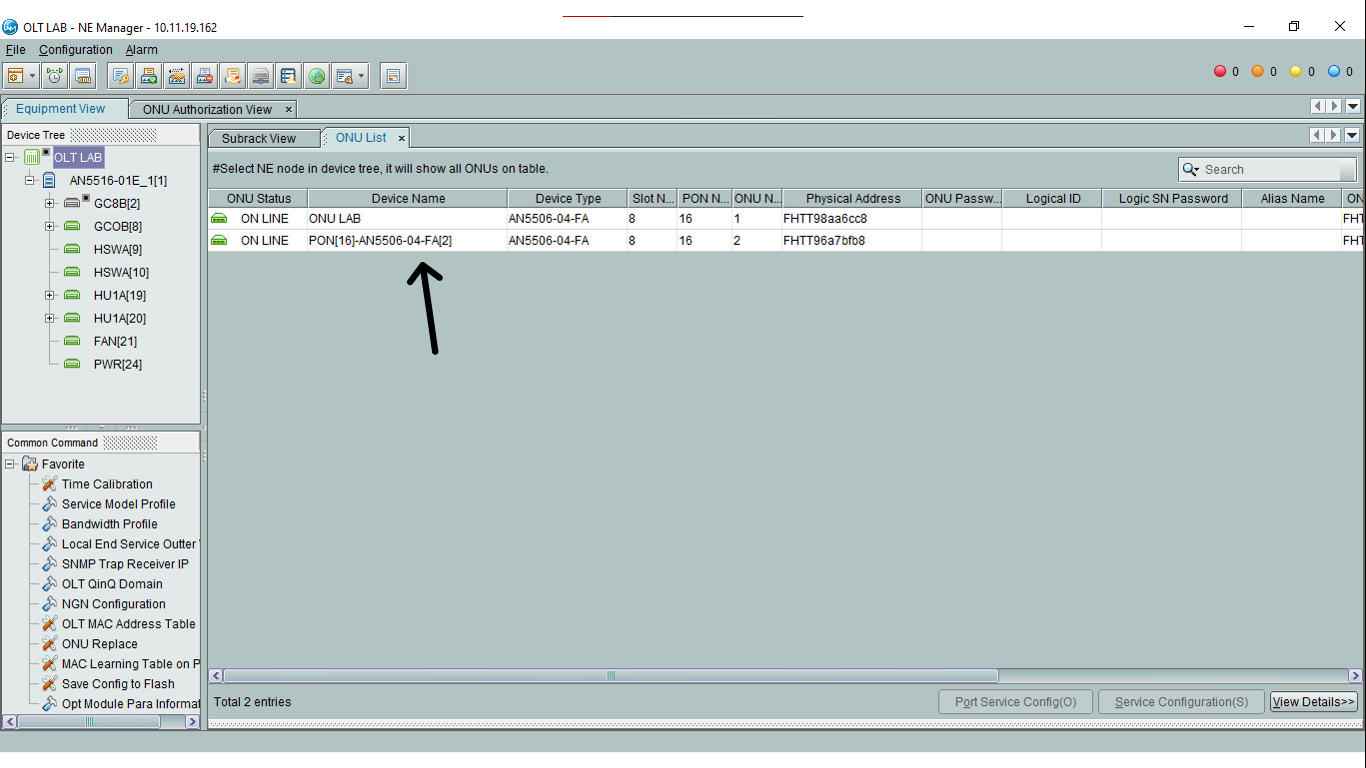 OLT LAB - NE Manager - 10.11.19.162
File Configuration Alarm
0 0 0 0
Equipment View ONU Authorization View
Device Tree
OLT LAB
AN5516-01E_1[1]
GC8B[2]
GCOB[8]
HSWA[9]
HSWA[10]
HU1A[19]
HU1A[20]
FAN[21]
PWR[24]
Common Command
Favorite
Time Calibration
Service Model Profile
Bandwidth Profile
Local End Service Outter
SNMP Trap Receiver IP
OLT QinQ Domain
NGN Configuration
OLT MAC Address Table
ONU Replace
MAC Learning Table on P
Save Config to Flash
Opt Module Para Informat
Subrack View ONU List
#Select NE node in device tree, it will show all ONUs on table.
Search
ONU Status Device Name Device Type Slot N... PON N... ONU N... Physical Address ONU Passw... Logical ID Logic SN Password Alias Name ON
ON LINE ONU LAB AN5506-04-FA 8 16 1 FHTT98aa6cc8 FHT
ON LINE PON[16]-AN5506-04-FA[2] AN5506-04-FA 8 16 2 FHTT96a7bfb8 FHT
Total 2 entries
Port Service Config(O) Service Configuration(S) View Details>>